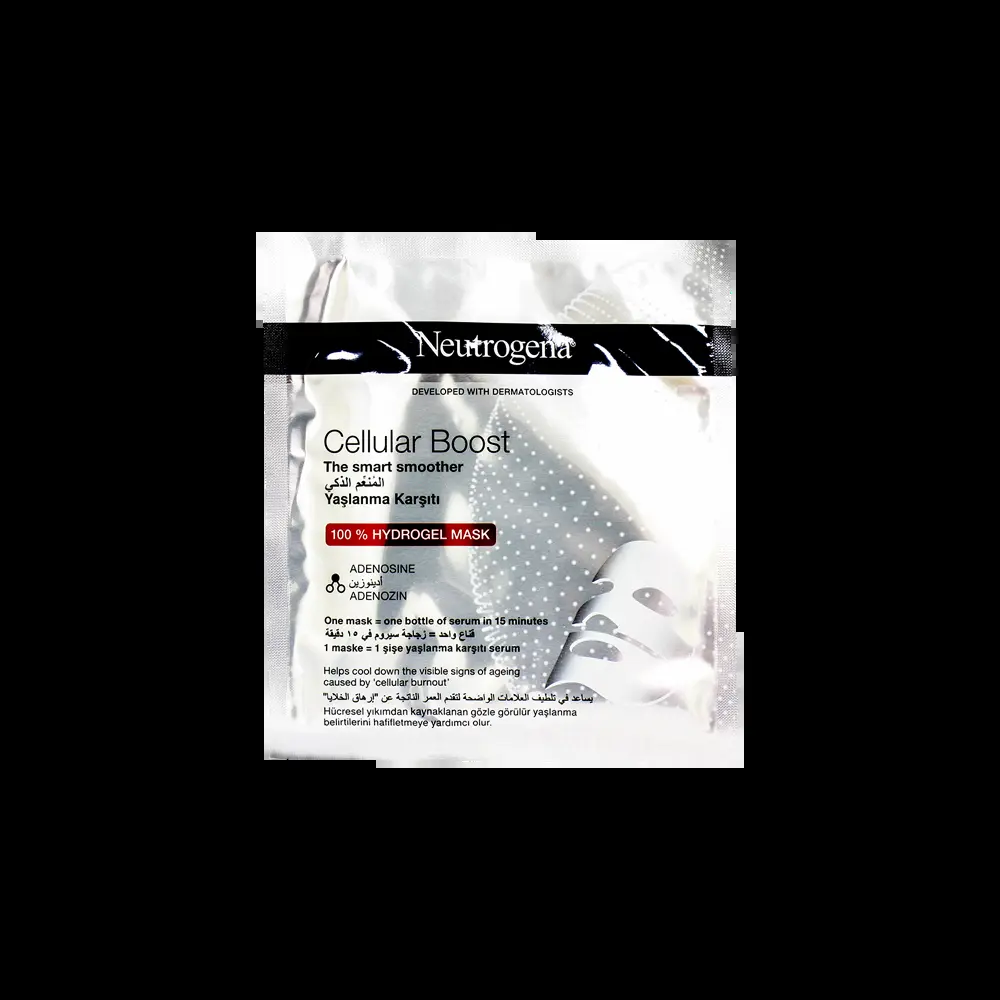 Neutrogena®
DEVELOPED WITH DERMATOLOGISTS
Cellular Boost
The smart smoother
المُنعّم الذكي
Yaşlanma Karşıtı
100 % HYDROGEL MASK
ADENOSINE
أدينوزين
ADENOZIN
One mask = one bottle of serum in 15 minutes
قناع واحد = زجاجة سيروم في ١٥ دقيقة
1 maske = 1 şişe yaşlanma karşıtı serum
Helps cool down the visible signs of ageing
caused by 'cellular burnout'
يساعد في تلطيف العلامات الواضحة لتقدم العمر الناتجة عن "إرهاق الخلايا"
Hücresel yıkımdan kaynaklanan gözle görülür yaşlanma
belirtilerini hafifletmeye yardımcı olur.